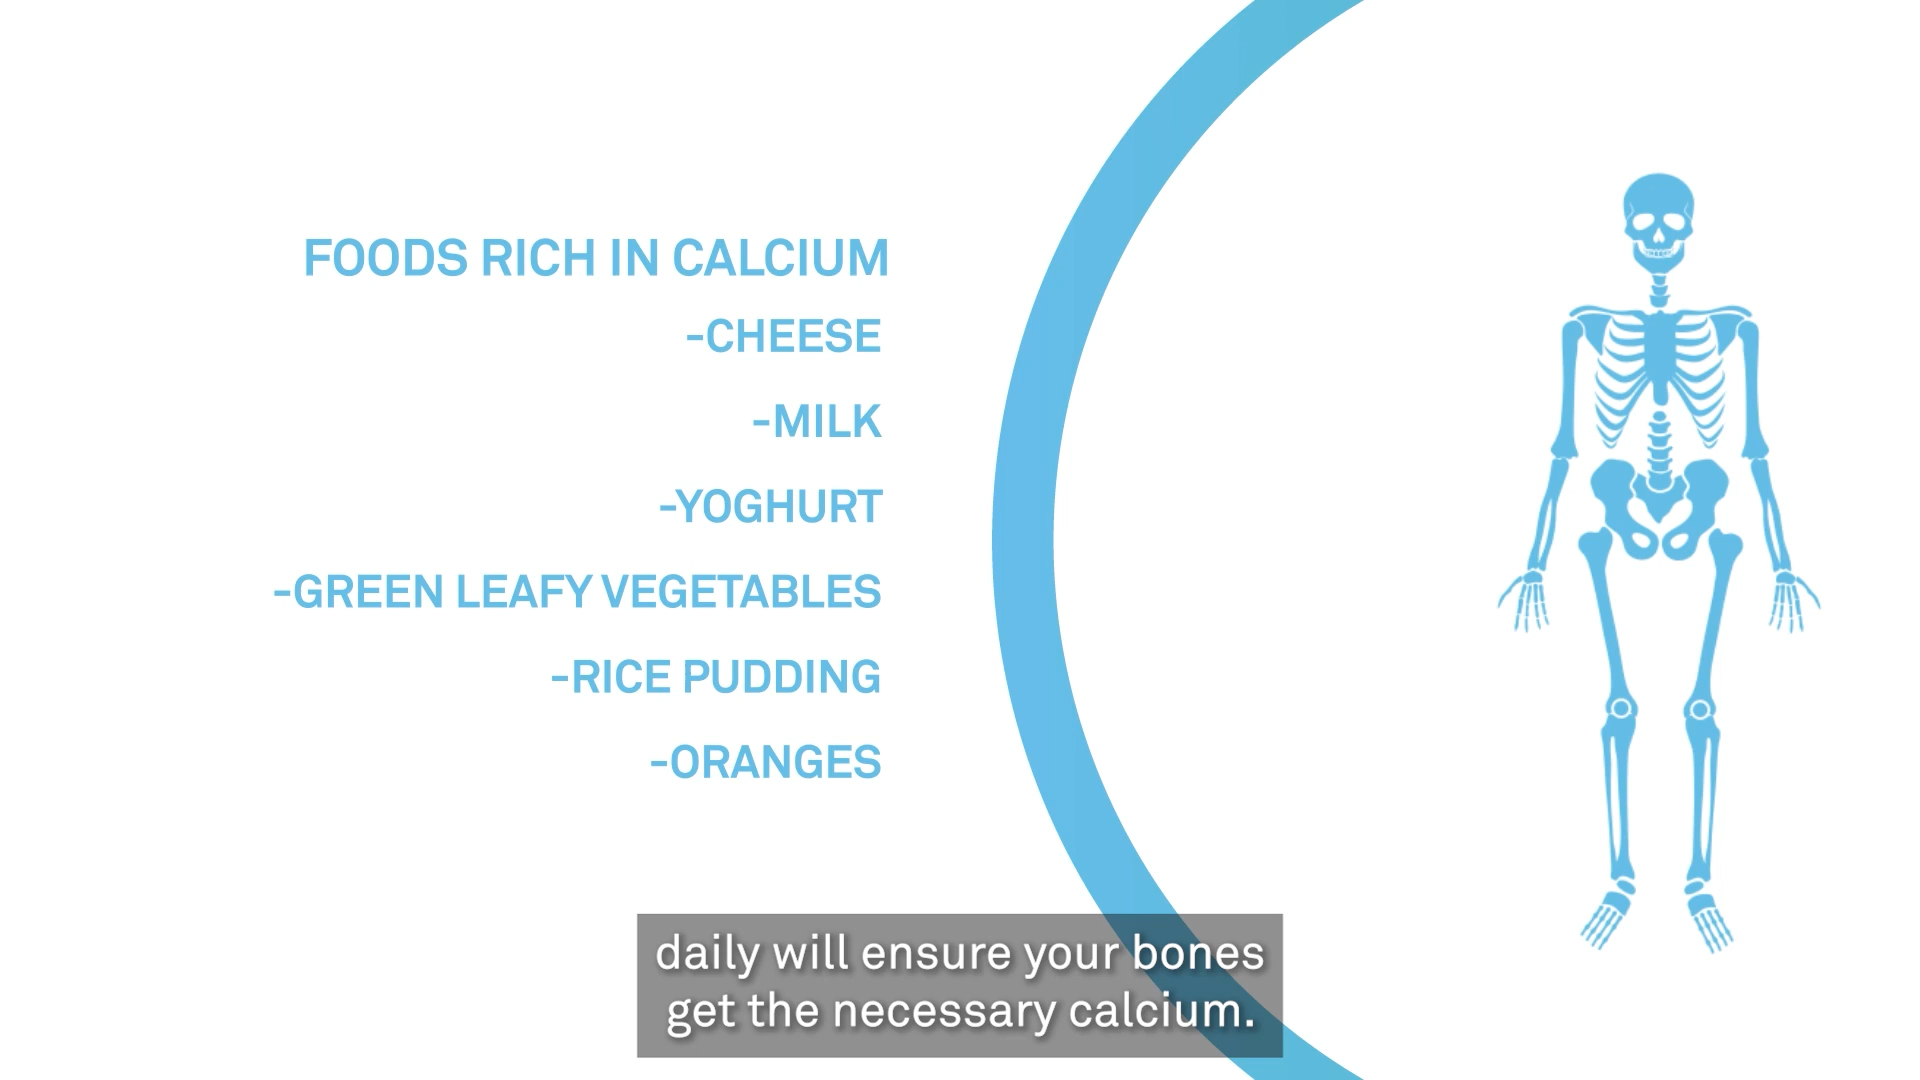 FOODS RICH IN CALCIUM
-CHEESE
-MILK
-YOGHURT
-GREEN LEAFY VEGETABLES
-RICE PUDDING
-ORANGES
daily will ensure your bones
get the necessary calcium.